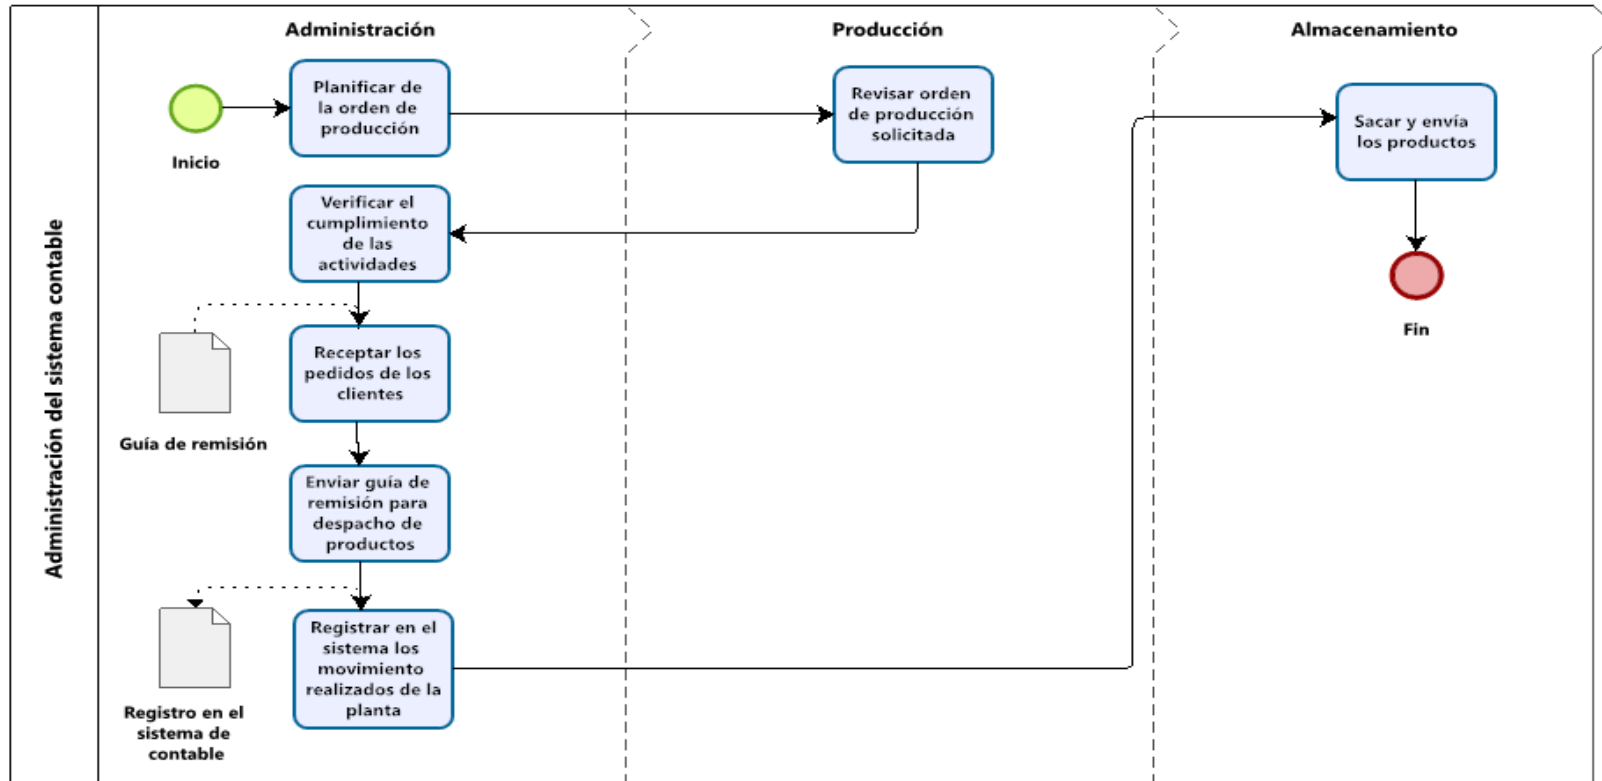 Administración del sistema contable
Administración
Producción
Almacenamiento
Inicio
Planificar de
la orden de
producción
Revisar orden
de producción
solicitada
Sacar y envía
los productos
Verificar el
cumplimiento
de las
actividades
Fin
Guía de remisión
Receptar los
pedidos de los
clientes
Enviar guía de
remisión para
despacho de
productos
Registro en el
sistema de
contable
Registrar en el
sistema los
movimiento
realizados de la
planta